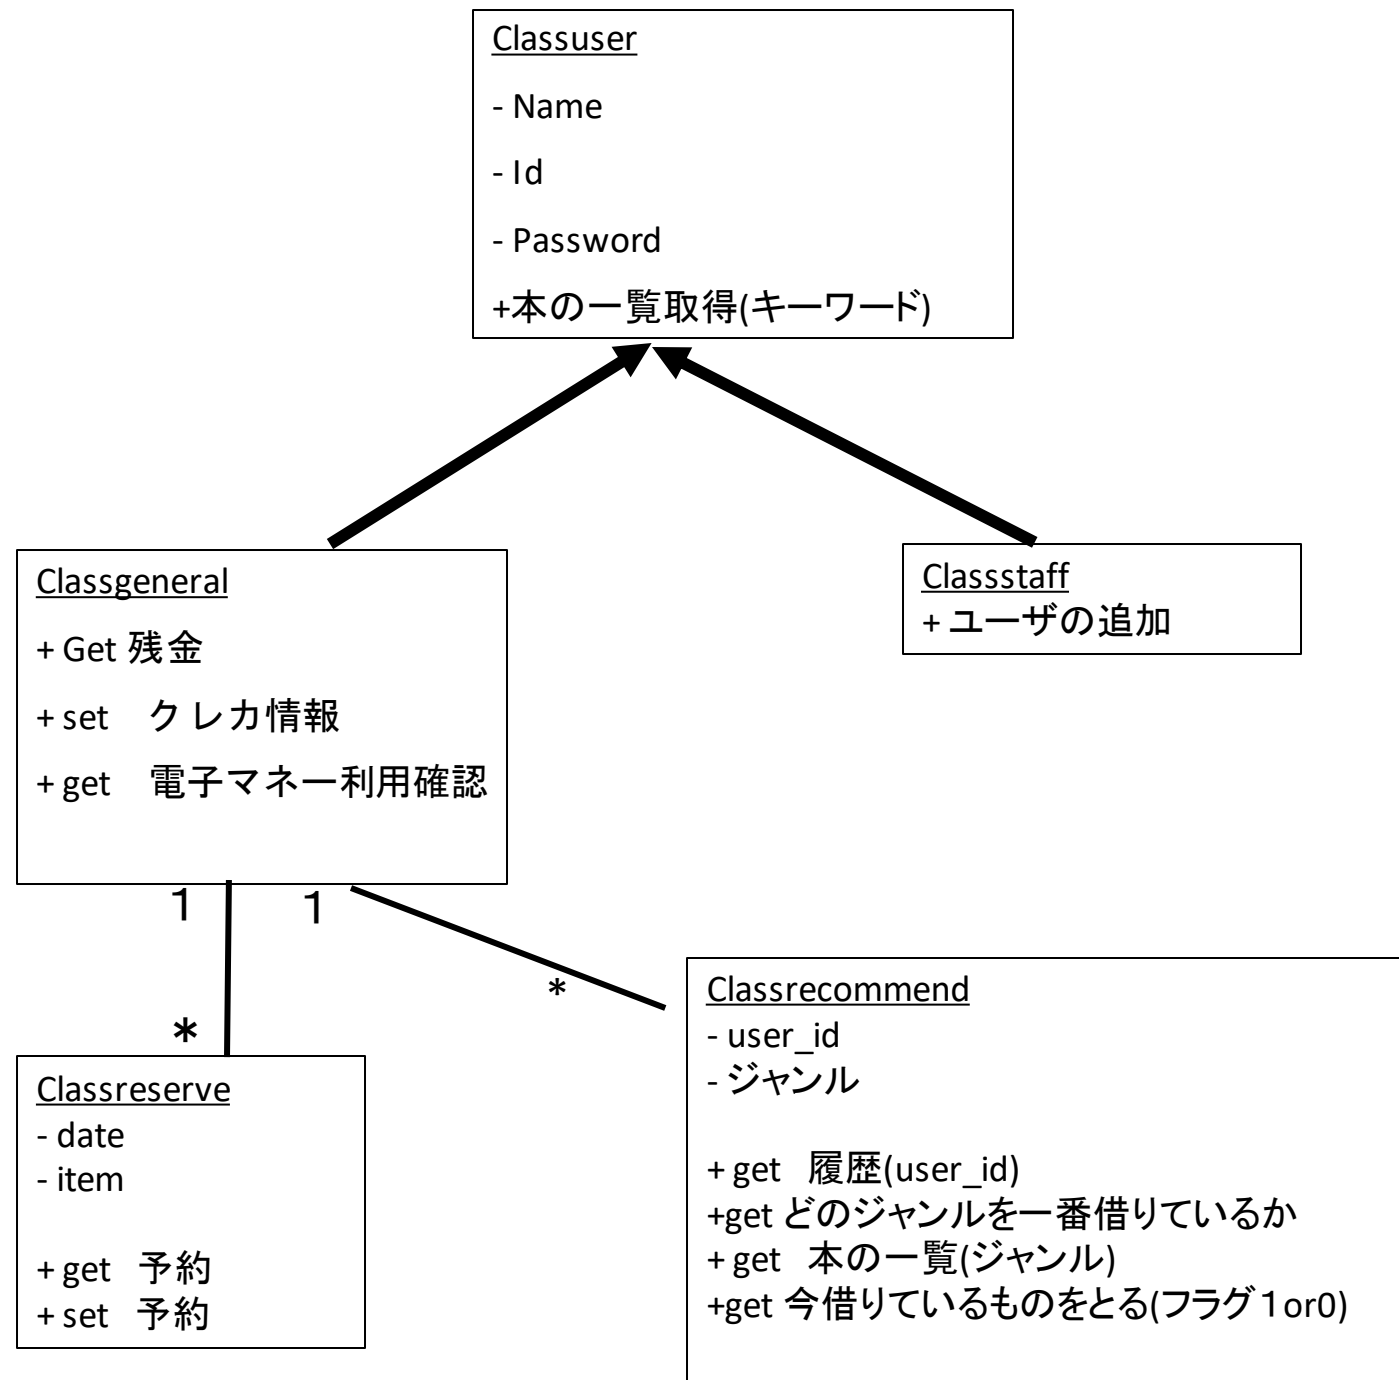 Classuser
- Name
- Id
- Password
+本の一覧取得(キーワード)
Classgeneral
+ Get 残金
+ set　クレカ情報
+ get　電子マネー利用確認
Classstaff
+ ユーザの追加
1
1
*
*
Classreserve
- date
- item
+ get　予約
+ set　予約
Classrecommend
- user_id
- ジャンル
+ get　履歴(user_id)
+get どのジャンルを一番借りているか
+ get　本の一覧(ジャンル)
+get 今借りているものをとる(フラグ１or0)